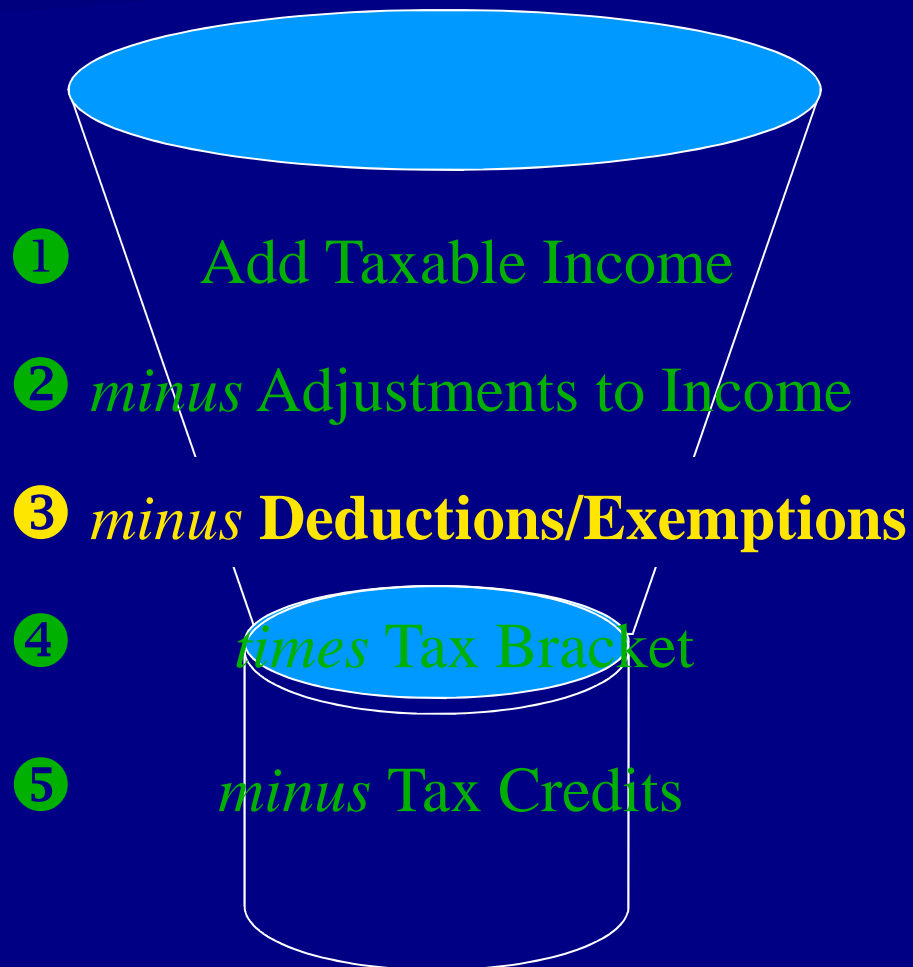 ❶ Add Taxable Income
❷ minus Adjustments to Income
❸ minus Deductions/Exemptions
❹ times Tax Bracket
❺ minus Tax Credits